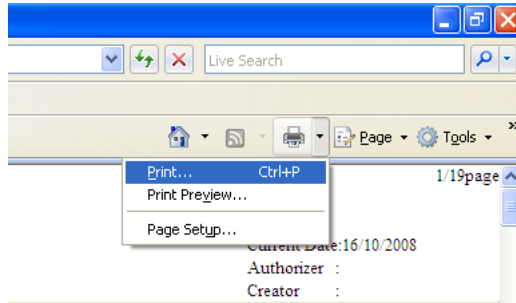 Live Search
Page Tools »
Print... Ctrl+P
1/19page
Print Preview...
Page Setup...
Current Date:16/10/2008
Authorizer :
Creator :